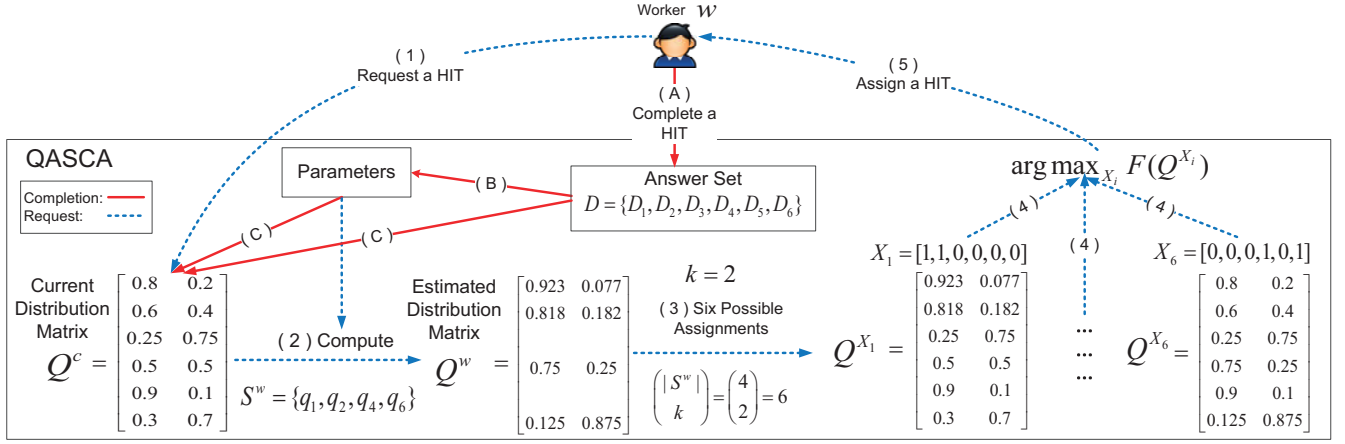 Worker w
( 1 )
Request a HIT
( 5 )
Assign a HIT
( A )
Complete a
HIT
QASCA
Completion:
Request:
Parameters
( B )
Answer Set
D = {D1, D2, D3, D4, D5, D6}
( C )
( C )
arg max Xi F(Q^Xi)
( 4 )
( 4 )
( 4 )
Current
Distribution
Matrix
Q^c =
0.8 0.2
0.6 0.4
0.25 0.75
0.5 0.5
0.9 0.1
0.3 0.7
( 2 ) Compute
S^w = {q1, q2, q4, q6}
Estimated
Distribution
Matrix
Q^w =
0.923 0.077
0.818 0.182
0.75 0.25
0.125 0.875
k = 2
( 3 ) Six Possible
Assignments
( | S^w | k ) = ( 4 2 ) = 6
X1 = [1,1,0,0,0,0]
Q^X1 =
0.923 0.077
0.818 0.182
0.25 0.75
0.5 0.5
0.9 0.1
0.3 0.7
...
...
...
X6 = [0,0,0,1,0,1]
Q^X6 =
0.8 0.2
0.6 0.4
0.25 0.75
0.75 0.25
0.9 0.1
0.125 0.875